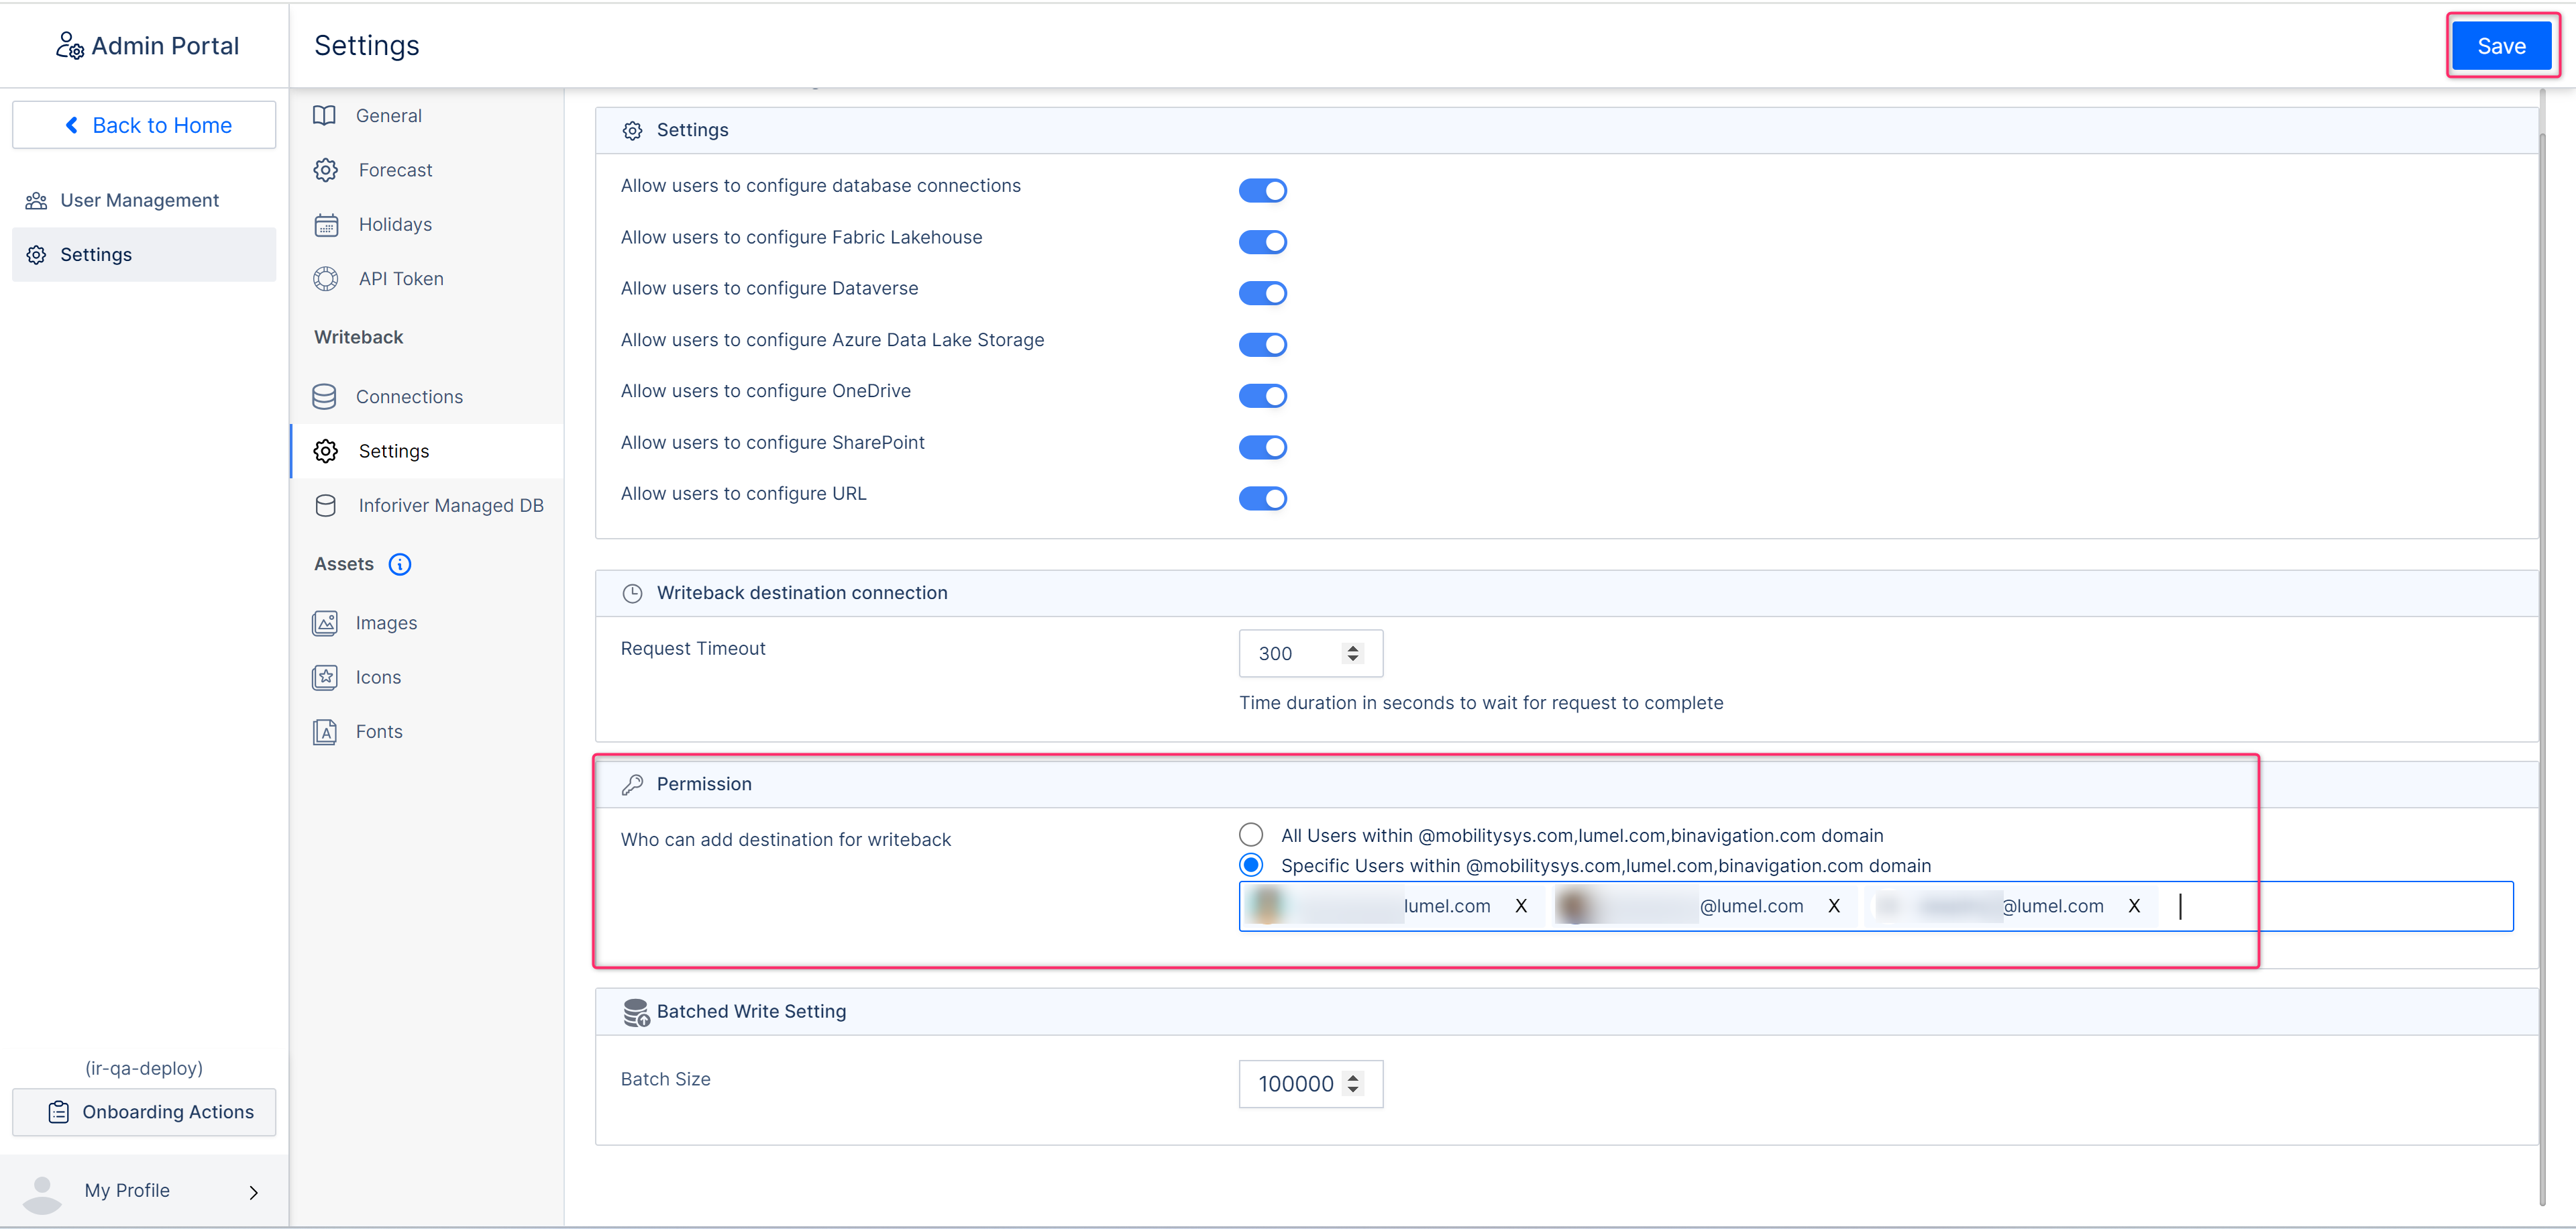 Admin Portal
Settings
Save
Back to Home
User Management
Settings
(ir-qa-deploy)
Onboarding Actions
My Profile
General
Forecast
Holidays
API Token
Writeback
Connections
Settings
Inforiver Managed DB
Assets
Images
Icons
Fonts
Settings
Allow users to configure database connections
Allow users to configure Fabric Lakehouse
Allow users to configure Dataverse
Allow users to configure Azure Data Lake Storage
Allow users to configure OneDrive
Allow users to configure SharePoint
Allow users to configure URL
Writeback destination connection
Request Timeout 300
Time duration in seconds to wait for request to complete
Permission
Who can add destination for writeback
All Users within @mobilitysys.com,lumel.com,binavigation.com domain
Specific Users within @mobilitysys.com,lumel.com,binavigation.com domain
lumel.com X @lumel.com X @lumel.com X
Batched Write Setting
Batch Size 100000